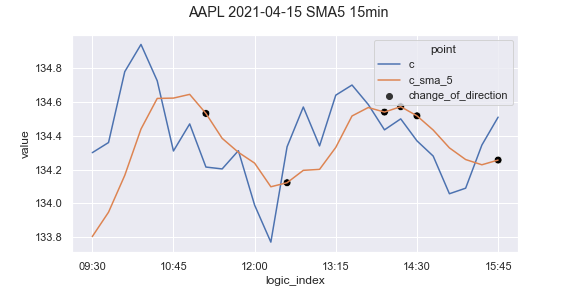 AAPL 2021-04-15 SMA5 15min
point
c
c_sma_5
change_of_direction
134.8
134.6
134.4
134.2
134.0
133.8
value
09:30 10:45 12:00 13:15 14:30 15:45
logic_index